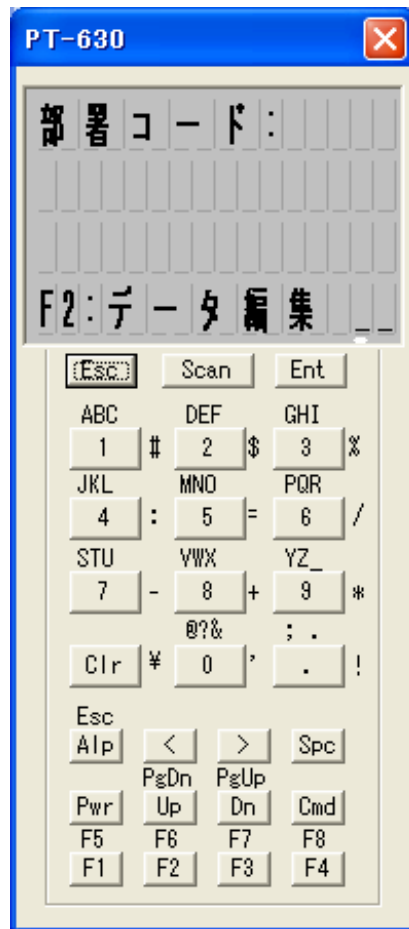 PT-630
部署コード:
F2:データ編集 __
Esc Scan Ent
ABC DEF GHI
1 # 2 $ 3 %
JKL MNO PQR
4 : 5 = 6 /
STU VWX YZ_
7 - 8 + 9 *
@?& ; .
Clr ¥ 0 ' . !
Esc
Alp < > Spc
PgDn PgUp
Pwr Up Dn Cmd
F5 F6 F7 F8
F1 F2 F3 F4